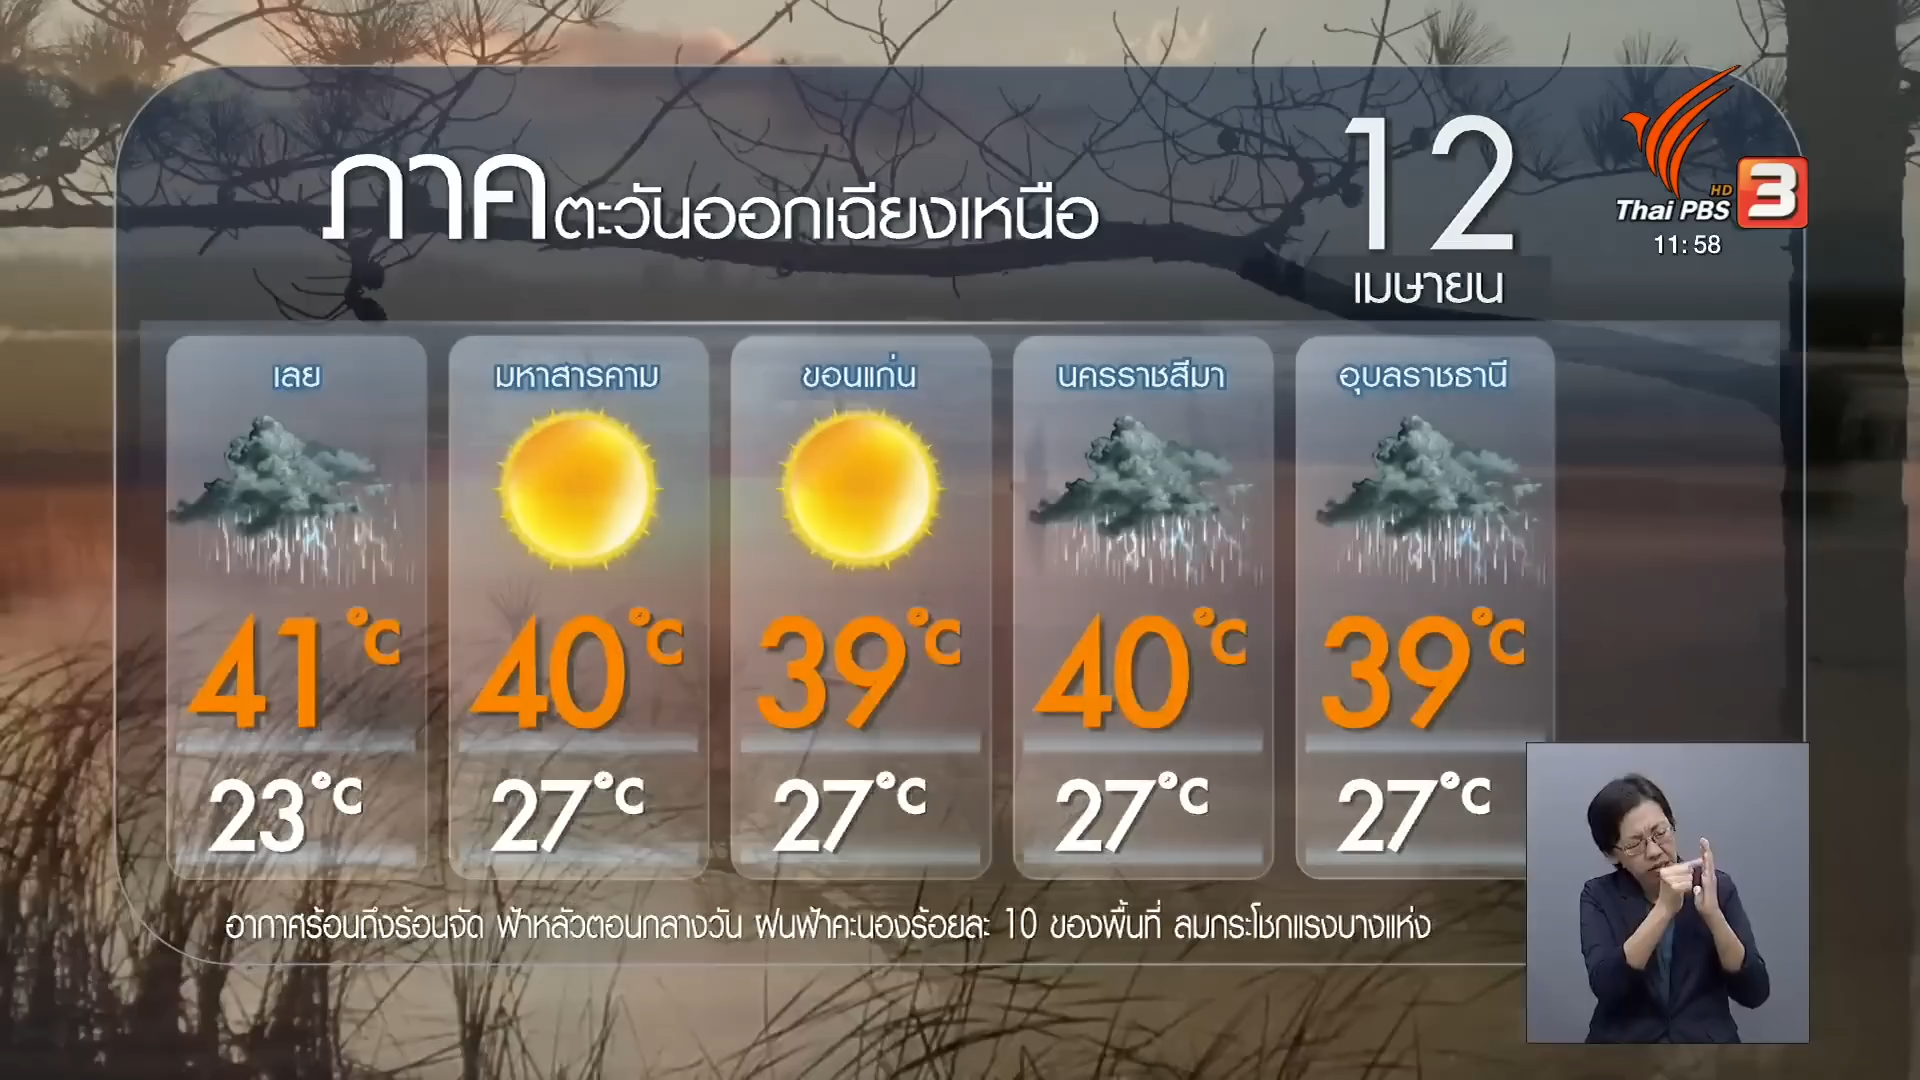 ภาคตะวันออกเฉียงเหนือ
12
เมษายน
HD
Thai PBS 3
11:58
เลย
มหาสารคาม
ขอนแก่น
นครราชสีมา
อุบลราชธานี
41°C
40°C
39°C
40°C
39°C
23°C
27°C
27°C
27°C
27°C
อากาศร้อนถึงร้อนจัด ฟ้าหลัวตอนกลางวัน ฝนฟ้าคะนองร้อยละ 10 ของพื้นที่ ลมกระโชกแรงบางแห่ง